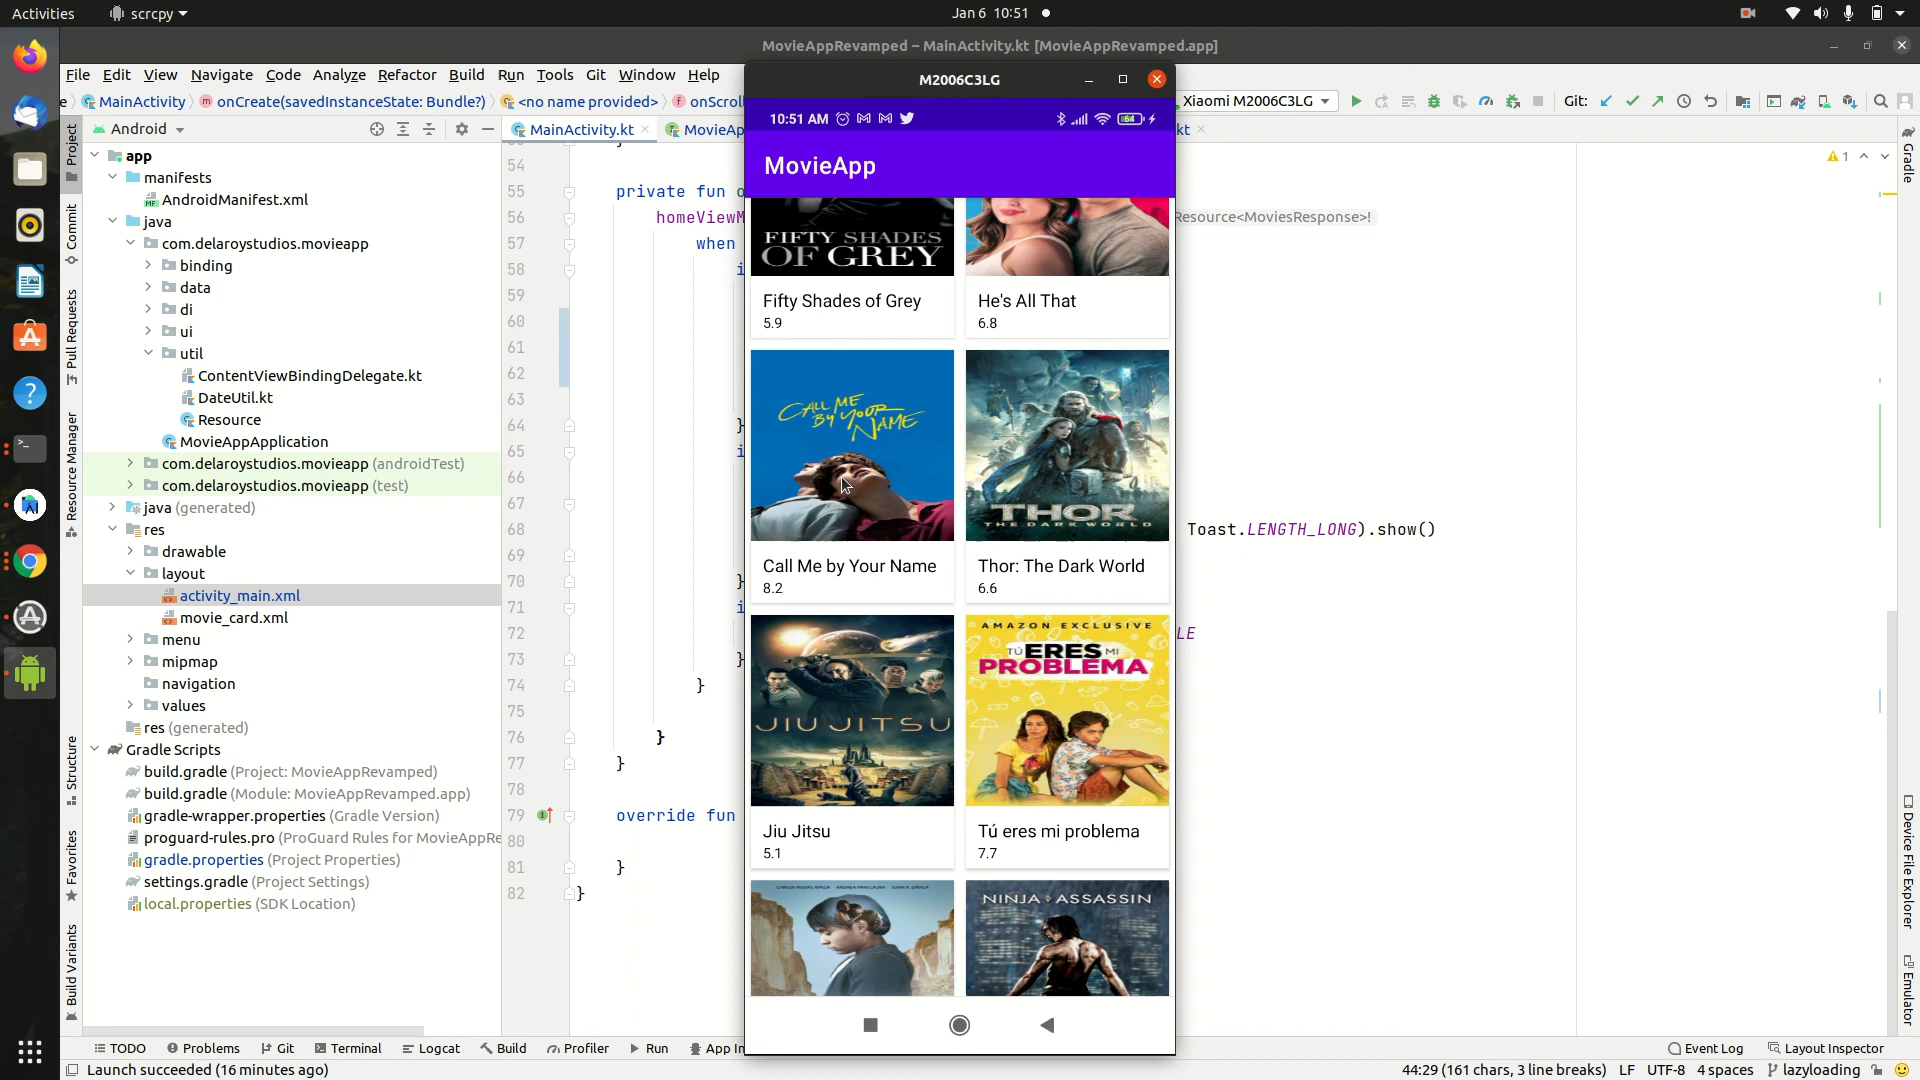 Activities scrcpy Jan 6 10:51
MovieAppRevamped – MainActivity.kt [MovieAppRevamped.app]
File Edit View Navigate Code Analyze Refactor Build Run Tools Git Window Help
M2006C3LG
e MainActivity onCreate(savedInstanceState: Bundle?) <no name provided> onScroll
Xiaomi M2006C3LG Git:
10:51 AM 64
Android MainActivity.kt MovieAp kt
MovieApp
Project
Commit
Pull Requests
Resource Manager
Structure
Favorites
Build Variants
app
manifests
AndroidManifest.xml
java
com.delaroystudios.movieapp
binding
data
di
ui
util
ContentViewBindingDelegate.kt
DateUtil.kt
Resource
MovieAppApplication
com.delaroystudios.movieapp (androidTest)
com.delaroystudios.movieapp (test)
java (generated)
res
drawable
layout
activity_main.xml
movie_card.xml
menu
mipmap
navigation
values
res (generated)
Gradle Scripts
build.gradle (Project: MovieAppRevamped)
build.gradle (Module: MovieAppRevamped.app)
gradle-wrapper.properties (Gradle Version)
proguard-rules.pro (ProGuard Rules for MovieAppRe
gradle.properties (Project Properties)
settings.gradle (Project Settings)
local.properties (SDK Location)
54
55 private fun o
56 homeViewM Resource<MoviesResponse>!
57 when
58 i
59
60
61
62
63
64 }
65 i
66
67
68 Toast.LENGTH_LONG).show()
69
70 }
71 i
72 LE
73 }
74 }
75
76 }
77 }
78
79 override fun
80
81 }
82 }
1
FIFTY SHADES
OF GREY
Fifty Shades of Grey
5.9
He's All That
6.8
CALL ME
BY YOUR
NAME
Call Me by Your Name
8.2
THOR
THE DARK WORLD
Thor: The Dark World
6.6
JIU JITSU
Jiu Jitsu
5.1
AMAZON EXCLUSIVE
TÚ ERES MI
PROBLEMA
Tú eres mi problema
7.7
NINJA ASSASSIN
Gradle
Device File Explorer
Emulator
TODO Problems Git Terminal Logcat Build Profiler Run App In Event Log Layout Inspector
Launch succeeded (16 minutes ago) 44:29 (161 chars, 3 line breaks) LF UTF-8 4 spaces lazyloading